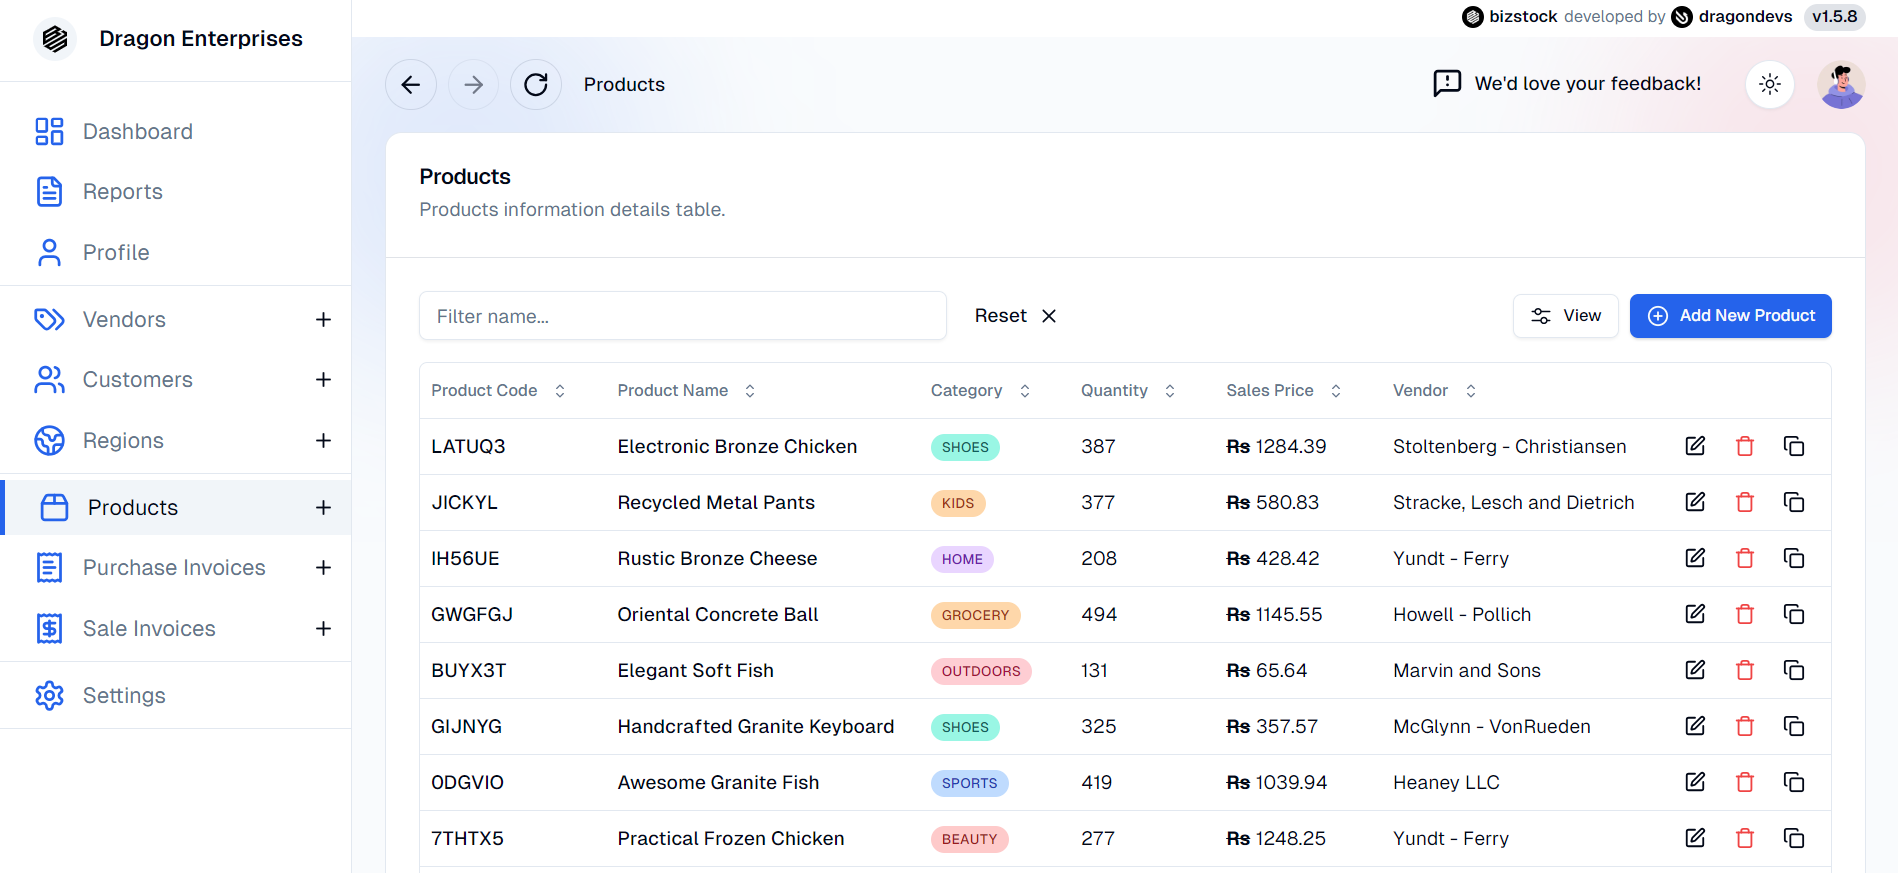 bizstock developed by dragondevs v1.5.8
Dragon Enterprises
Dashboard
Reports
Profile
Vendors
Customers
Regions
Products
Purchase Invoices
Sale Invoices
Settings
Products
We'd love your feedback!
Products
Products information details table.
Filter name...
Reset
View
Add New Product
Product Code Product Name Category Quantity Sales Price Vendor
LATUQ3 Electronic Bronze Chicken SHOES 387 Rs 1284.39 Stoltenberg - Christiansen
JICKYL Recycled Metal Pants KIDS 377 Rs 580.83 Stracke, Lesch and Dietrich
IH56UE Rustic Bronze Cheese HOME 208 Rs 428.42 Yundt - Ferry
GWGFGJ Oriental Concrete Ball GROCERY 494 Rs 1145.55 Howell - Pollich
BUYX3T Elegant Soft Fish OUTDOORS 131 Rs 65.64 Marvin and Sons
GIJNYG Handcrafted Granite Keyboard SHOES 325 Rs 357.57 McGlynn - VonRueden
0DGVIO Awesome Granite Fish SPORTS 419 Rs 1039.94 Heaney LLC
7THTX5 Practical Frozen Chicken BEAUTY 277 Rs 1248.25 Yundt - Ferry